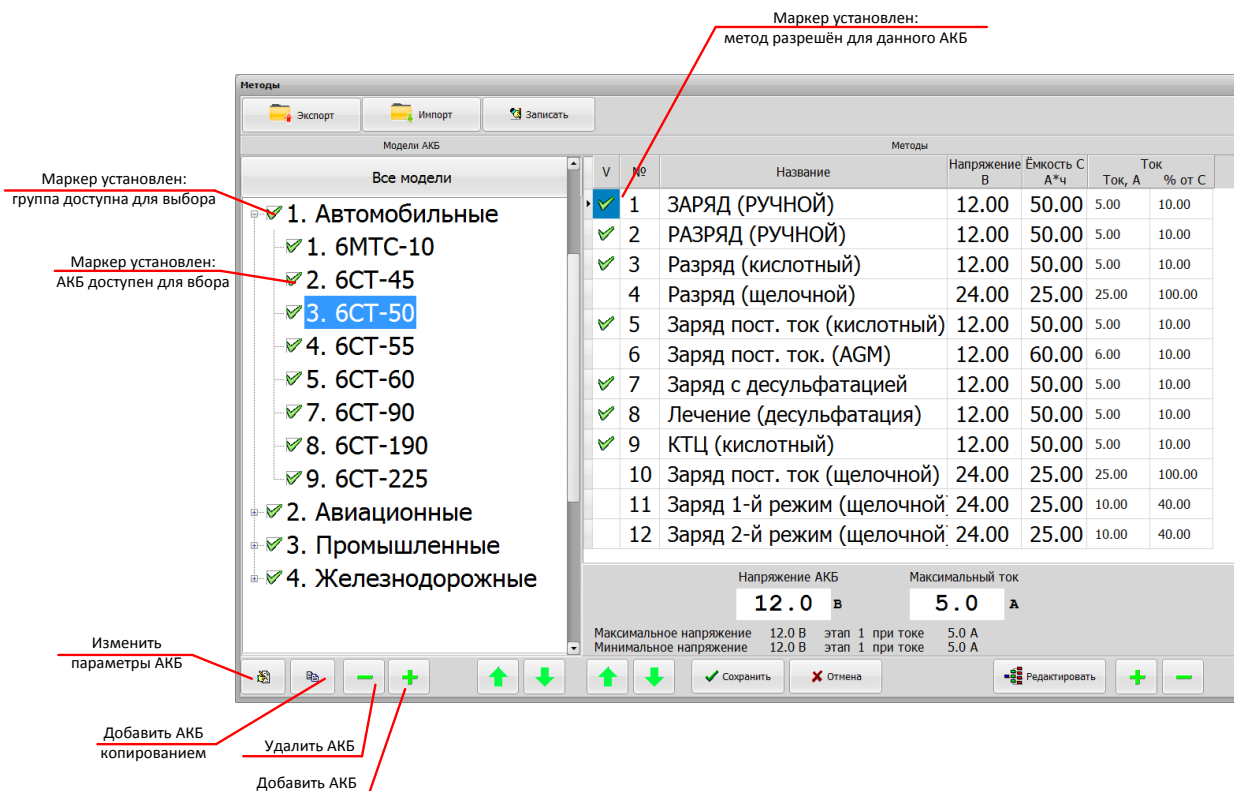 Маркер установлен:
метод разрешён для данного АКБ
Методы
Экспорт
Импорт
Записать
Модели АКБ
Методы
Маркер установлен:
группа доступна для выбора
Маркер установлен:
АКБ доступен для вбора
Все модели
1. Автомобильные
1. 6МТС-10
2. 6СТ-45
3. 6СТ-50
4. 6СТ-55
5. 6СТ-60
7. 6СТ-90
8. 6СТ-190
9. 6СТ-225
2. Авиационные
3. Промышленные
4. Железнодорожные
V № Название Напряжение В Ёмкость С А*ч Ток Ток, А % от С
1 ЗАРЯД (РУЧНОЙ) 12.00 50.00 5.00 10.00
2 РАЗРЯД (РУЧНОЙ) 12.00 50.00 5.00 10.00
3 Разряд (кислотный) 12.00 50.00 5.00 10.00
4 Разряд (щелочной) 24.00 25.00 25.00 100.00
5 Заряд пост. ток (кислотный) 12.00 50.00 5.00 10.00
6 Заряд пост. ток. (AGM) 12.00 60.00 6.00 10.00
7 Заряд с десульфатацией 12.00 50.00 5.00 10.00
8 Лечение (десульфатация) 12.00 50.00 5.00 10.00
9 КТЦ (кислотный) 12.00 50.00 5.00 10.00
10 Заряд пост. ток (щелочной) 24.00 25.00 25.00 100.00
11 Заряд 1-й режим (щелочной 24.00 25.00 10.00 40.00
12 Заряд 2-й режим (щелочной 24.00 25.00 10.00 40.00
Напряжение АКБ Максимальный ток
12.0 В 5.0 А
Максимальное напряжение 12.0 В этап 1 при токе 5.0 А
Минимальное напряжение 12.0 В этап 1 при токе 5.0 А
Сохранить
Отмена
Редактировать
Изменить
параметры АКБ
Добавить АКБ
копированием
Удалить АКБ
Добавить АКБ